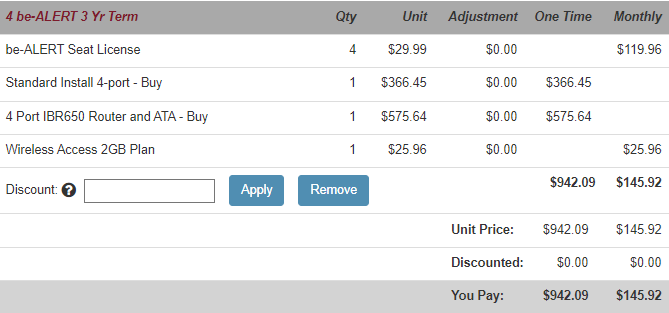 4 be-ALERT 3 Yr Term Qty Unit Adjustment One Time Monthly
be-ALERT Seat License 4 $29.99 $0.00 $119.96
Standard Install 4-port - Buy 1 $366.45 $0.00 $366.45
4 Port IBR650 Router and ATA - Buy 1 $575.64 $0.00 $575.64
Wireless Access 2GB Plan 1 $25.96 $0.00 $25.96
Discount: ? Apply Remove $942.09 $145.92
Unit Price: $942.09 $145.92
Discounted: $0.00 $0.00
You Pay: $942.09 $145.92